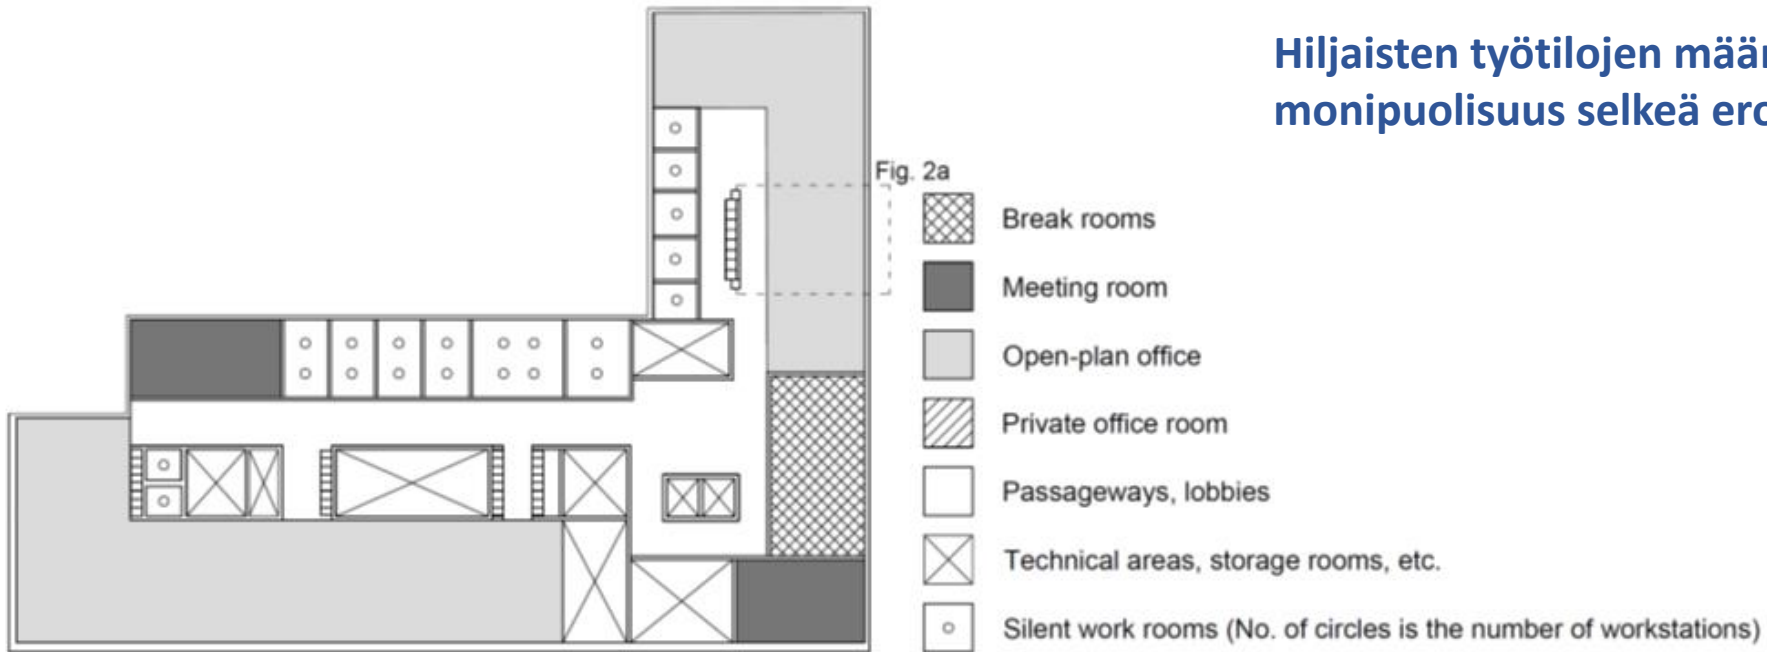 Hiljaisten työtilojen määr
monipuolisuus selkeä ero
Fig. 2a
Break rooms
Meeting room
Open-plan office
Private office room
Passageways, lobbies
Technical areas, storage rooms, etc.
Silent work rooms (No. of circles is the number of workstations)